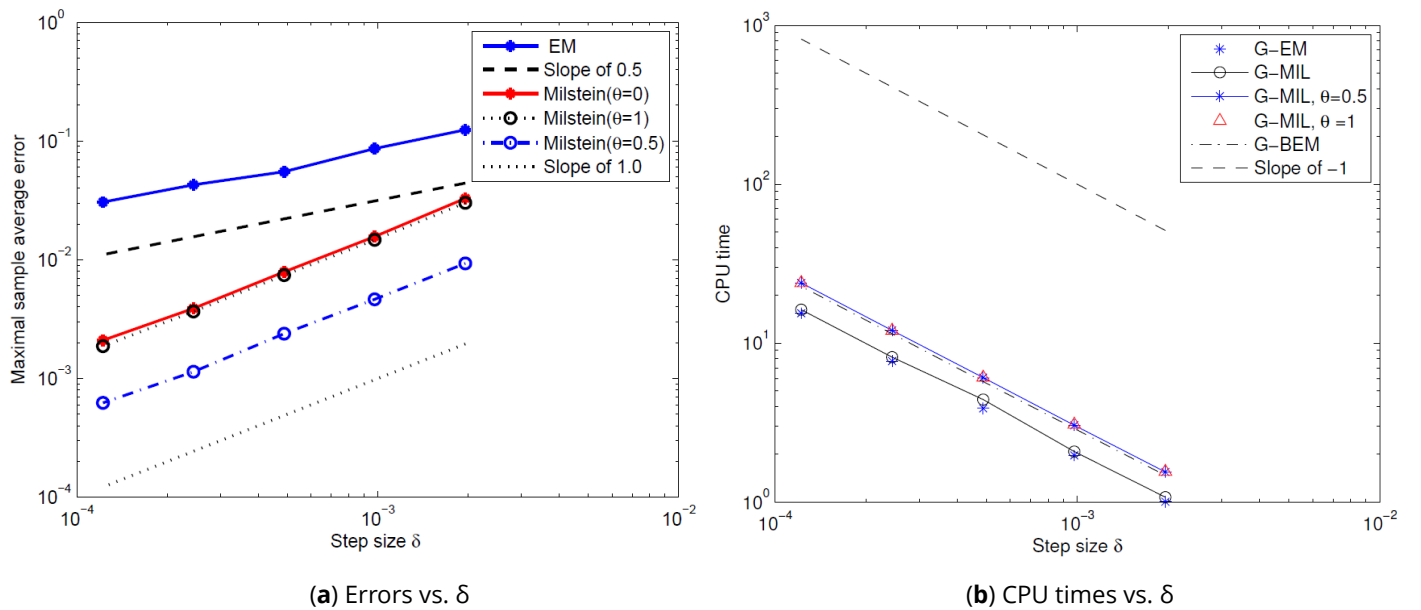 10^0
10^-1
10^-2
10^-3
10^-4
Maximal sample average error
EM
Slope of 0.5
Milstein(θ=0)
Milstein(θ=1)
Milstein(θ=0.5)
Slope of 1.0
10^-4
10^-3
10^-2
Step size δ
(a) Errors vs. δ
10^3
10^2
10^1
10^0
CPU time
G−EM
G−MIL
G−MIL, θ=0.5
G−MIL, θ =1
G−BEM
Slope of −1
10^-4
10^-3
10^-2
Step size δ
(b) CPU times vs. δ